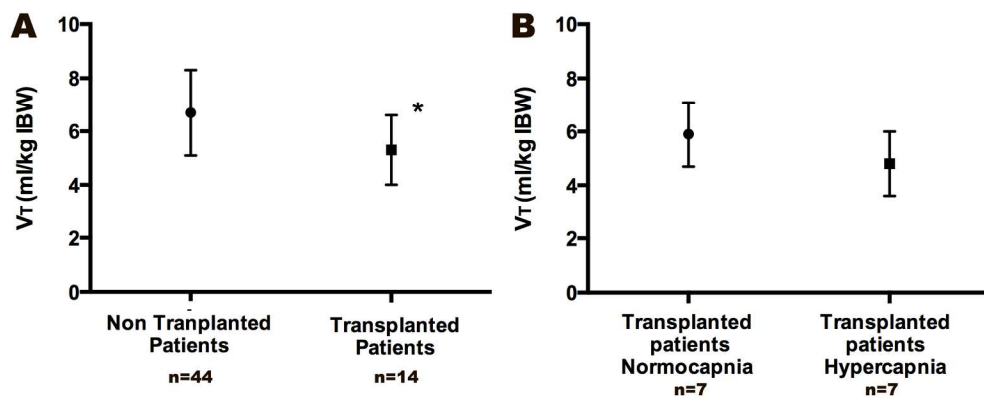 A
10
8
6
4
2
0
VT (ml/kg IBW)
*
Non Tranplanted
Patients
n=44
Transplanted
Patients
n=14
B
10
8
6
4
2
0
VT (ml/kg IBW)
Transplanted
patients
Normocapnia
n=7
Transplanted
patients
Hypercapnia
n=7